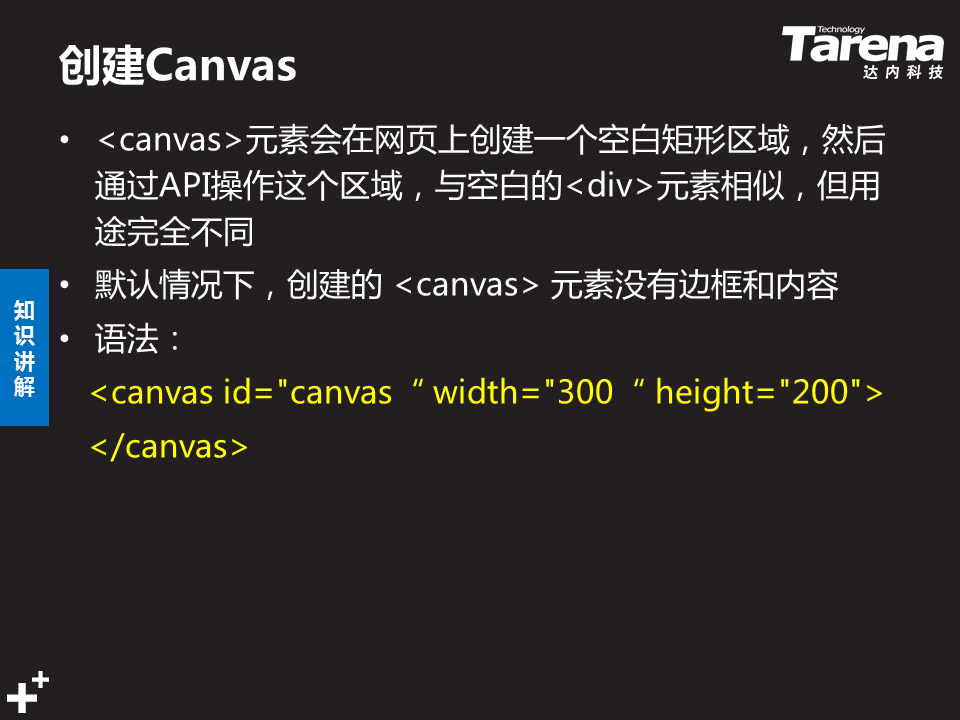 创建Canvas
Technology
Tarena
达内科技
• <canvas>元素会在网页上创建一个空白矩形区域，然后
通过API操作这个区域，与空白的<div>元素相似，但用
途完全不同
• 默认情况下，创建的 <canvas> 元素没有边框和内容
• 语法：
<canvas id="canvas“ width="300“ height="200">
</canvas>
知
识
讲
解